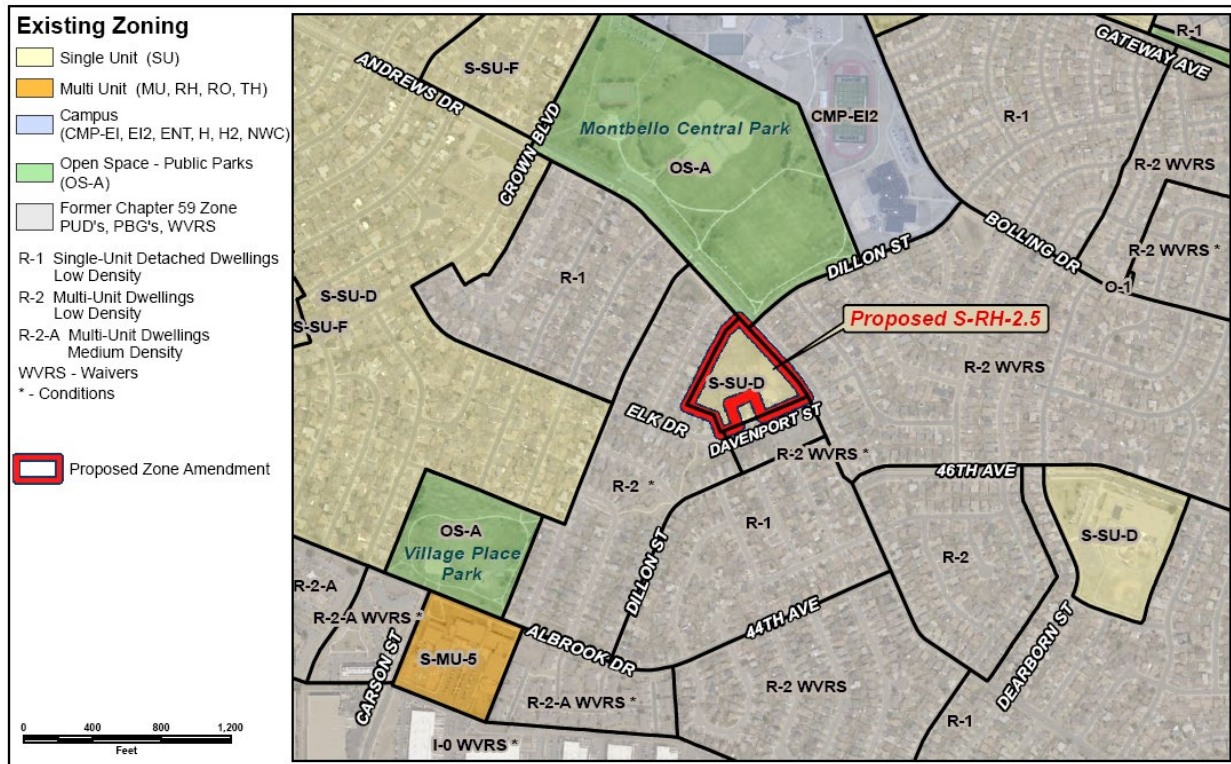 Existing Zoning
Single Unit (SU)
Multi Unit (MU, RH, RO, TH)
Campus
(CMP-EI, EI2, ENT, H, H2, NWC)
Open Space - Public Parks
(OS-A)
Former Chapter 59 Zone
PUD's, PBG's, WVRS
R-1 Single-Unit Detached Dwellings
Low Density
R-2 Multi-Unit Dwellings
Low Density
R-2-A Multi-Unit Dwellings
Medium Density
WVRS - Waivers
* - Conditions
Proposed Zone Amendment
0 400 800 1,200
Feet
R-1
GATEWAY AVE
S-SU-F
ANDREWS DR
CROWN BLVD
Montbello Central Park
OS-A
CMP-EI2
R-1
R-2 WVRS
R-2 WVRS *
BOLLING DR
DILLON ST
O-1
R-1
S-SU-D
S-SU-F
Proposed S-RH-2.5
S-SU-D
R-2 WVRS
ELK DR
DAVENPORT ST
R-2 WVRS *
46TH AVE
R-2 *
R-1
OS-A
Village Place
Park
DILLON ST
R-2
S-SU-D
R-2-A
R-2-A WVRS *
CARSON ST
S-MU-5
ALBROOK DR
44TH AVE
DEARBORN ST
R-2-A WVRS *
R-2 WVRS
R-1
I-0 WVRS *